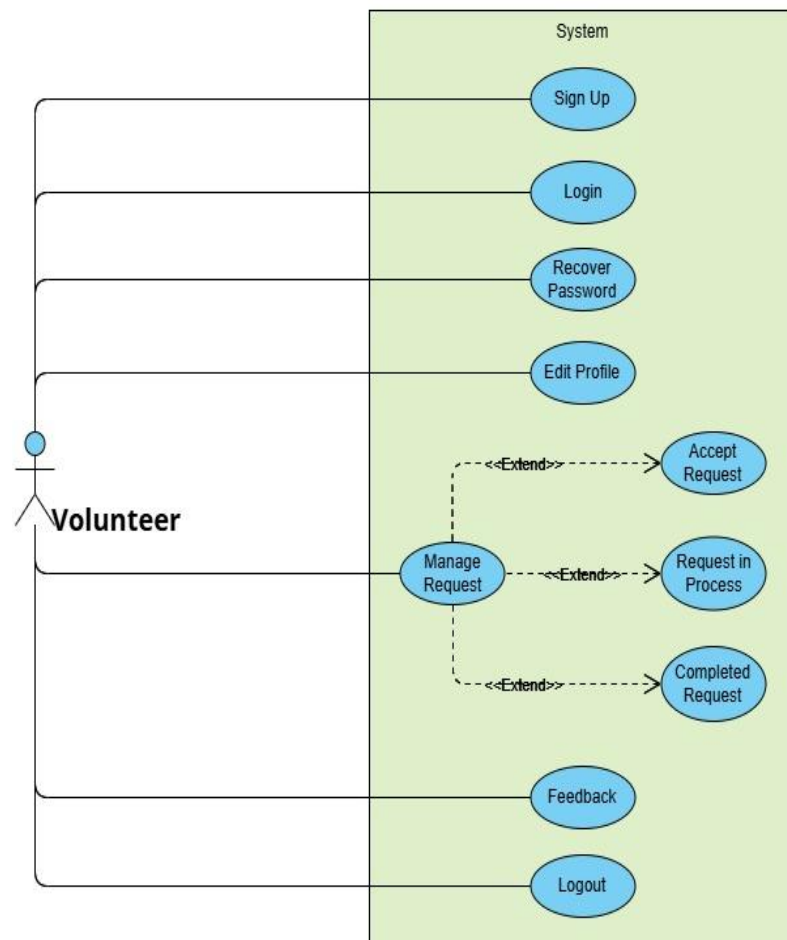 System
Sign Up
Login
Recover
Password
Edit Profile
<<Extend>>
Accept
Request
Volunteer
Manage
Request
<<Extend>>
Request in
Process
<<Extend>>
Completed
Request
Feedback
Logout